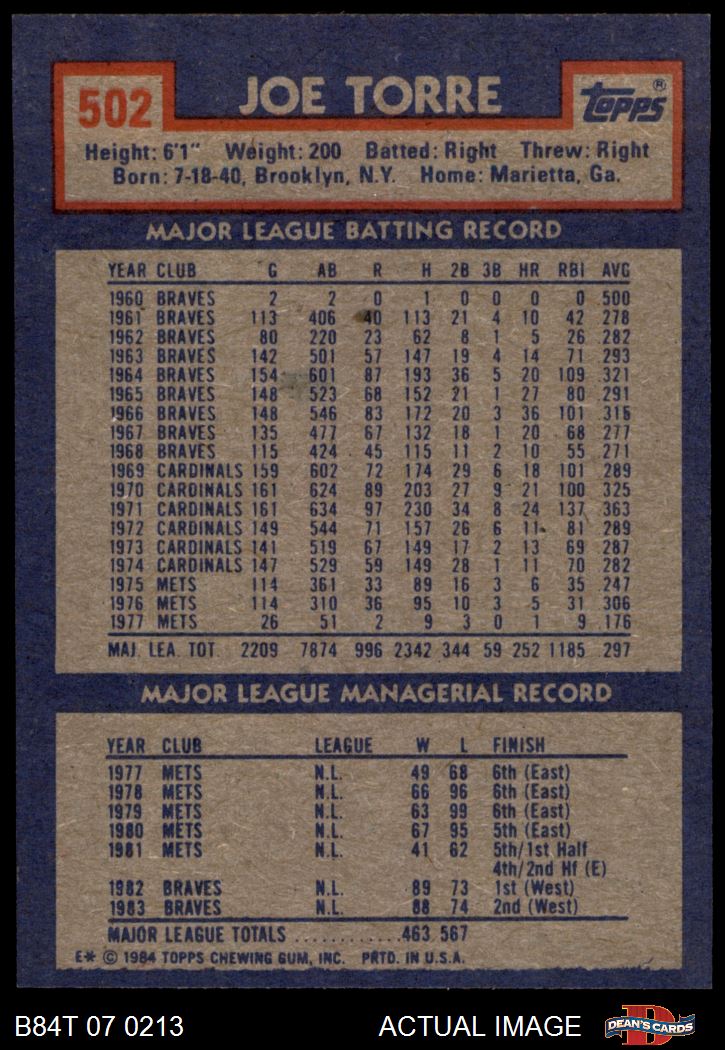 502 JOE TORRE Topps®
Height: 6'1" Weight: 200 Batted: Right Threw: Right
Born: 7-18-40, Brooklyn, N.Y. Home: Marietta, Ga.
MAJOR LEAGUE BATTING RECORD
YEAR CLUB G AB R H 2B 3B HR RBI AVG
1960 BRAVES 2 2 0 1 0 0 0 0 .500
1961 BRAVES 113 406 40 113 21 4 10 42 .278
1962 BRAVES 80 220 23 62 8 1 5 26 .282
1963 BRAVES 142 501 57 147 19 4 14 71 .293
1964 BRAVES 154 601 87 193 36 5 20 109 .321
1965 BRAVES 148 523 68 152 21 1 27 80 .291
1966 BRAVES 148 546 83 172 20 3 36 101 .315
1967 BRAVES 135 477 67 132 18 1 20 68 .277
1968 BRAVES 115 424 45 115 11 2 10 55 .271
1969 CARDINALS 159 602 72 174 29 6 18 101 .289
1970 CARDINALS 161 624 89 203 27 9 21 100 .325
1971 CARDINALS 161 634 97 230 34 8 24 137 .363
1972 CARDINALS 149 544 71 157 26 6 11 81 .289
1973 CARDINALS 141 519 67 149 17 2 13 69 .287
1974 CARDINALS 147 529 59 149 28 1 11 70 .282
1975 METS 114 361 33 89 16 3 6 35 .247
1976 METS 114 310 36 95 10 3 5 31 .306
1977 METS 26 51 2 9 3 0 1 9 .176
MAJ. LEA. TOT. 2209 7874 996 2342 344 59 252 1185 .297
MAJOR LEAGUE MANAGERIAL RECORD
YEAR CLUB LEAGUE W L FINISH
1977 METS N.L. 49 68 6th (East)
1978 METS N.L. 66 96 6th (East)
1979 METS N.L. 63 99 6th (East)
1980 METS N.L. 67 95 5th (East)
1981 METS N.L. 41 62 5th/1st Half
4th/2nd Hf (E)
1982 BRAVES N.L. 89 73 1st (West)
1983 BRAVES N.L. 88 74 2nd (West)
MAJOR LEAGUE TOTALS ............463 567
E* © 1984 TOPPS CHEWING GUM, INC. PRTD. IN U.S.A.
B84T 07 0213 ACTUAL IMAGE D DEAN'S CARDS